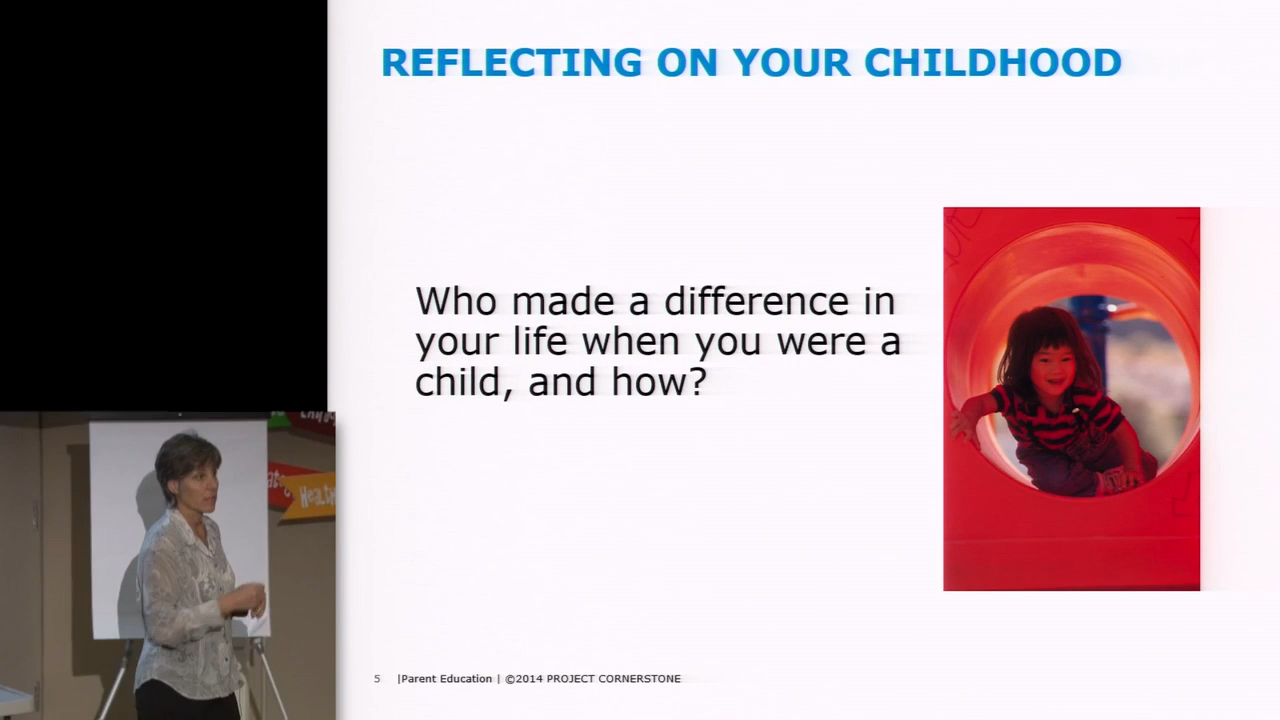 REFLECTING ON YOUR CHILDHOOD
Who made a difference in
your life when you were a
child, and how?
5 |Parent Education | ©2014 PROJECT CORNERSTONE